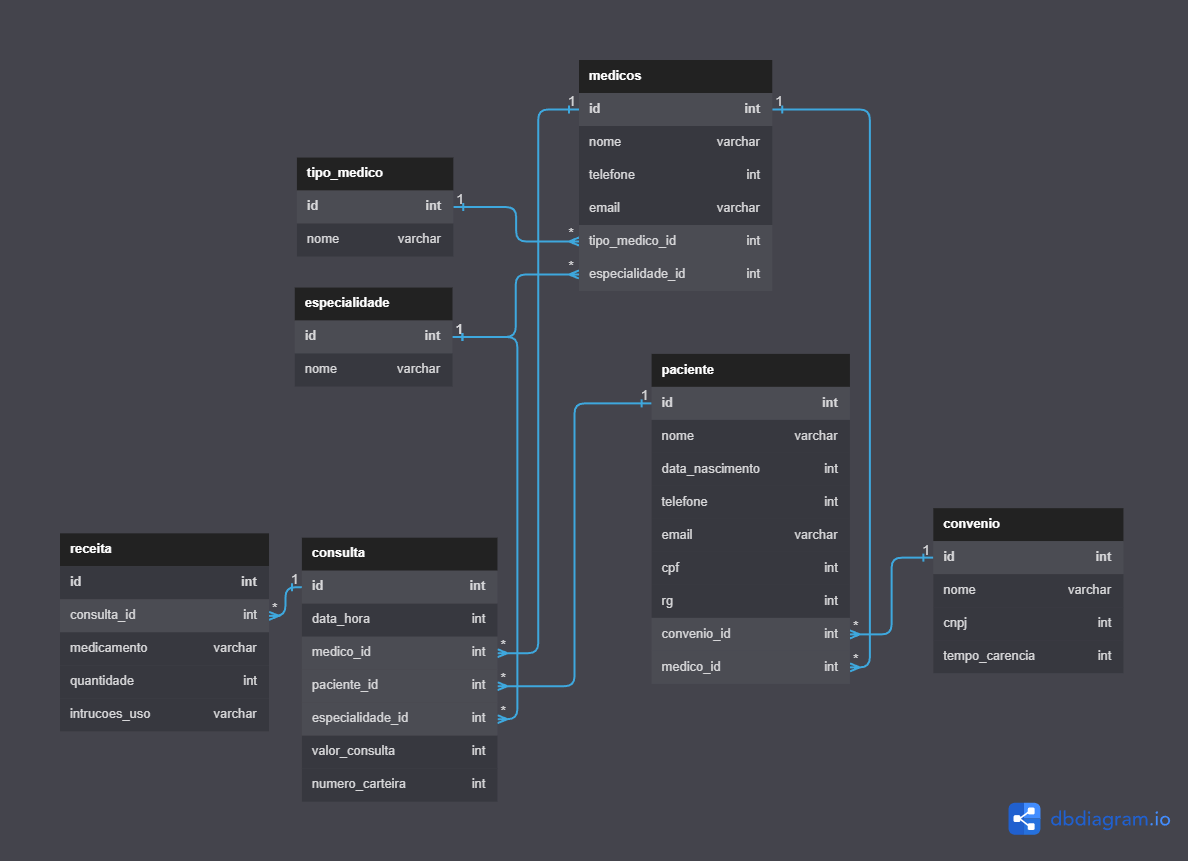 medicos
1 id int 1
nome varchar
telefone int
email varchar
* tipo_medico_id int
* especialidade_id int
tipo_medico
id int 1
nome varchar
especialidade
id int 1
nome varchar
paciente
1 id int
nome varchar
data_nascimento int
telefone int
email varchar
cpf int
rg int
convenio_id int *
medico_id int *
convenio
1 id int
nome varchar
cnpj int
tempo_carencia int
receita
id int
consulta_id int *
medicamento varchar
quantidade int
intrucoes_uso varchar
consulta
1 id int
data_hora int
medico_id int *
paciente_id int *
especialidade_id int *
valor_consulta int
numero_carteira int
dbdiagram.io